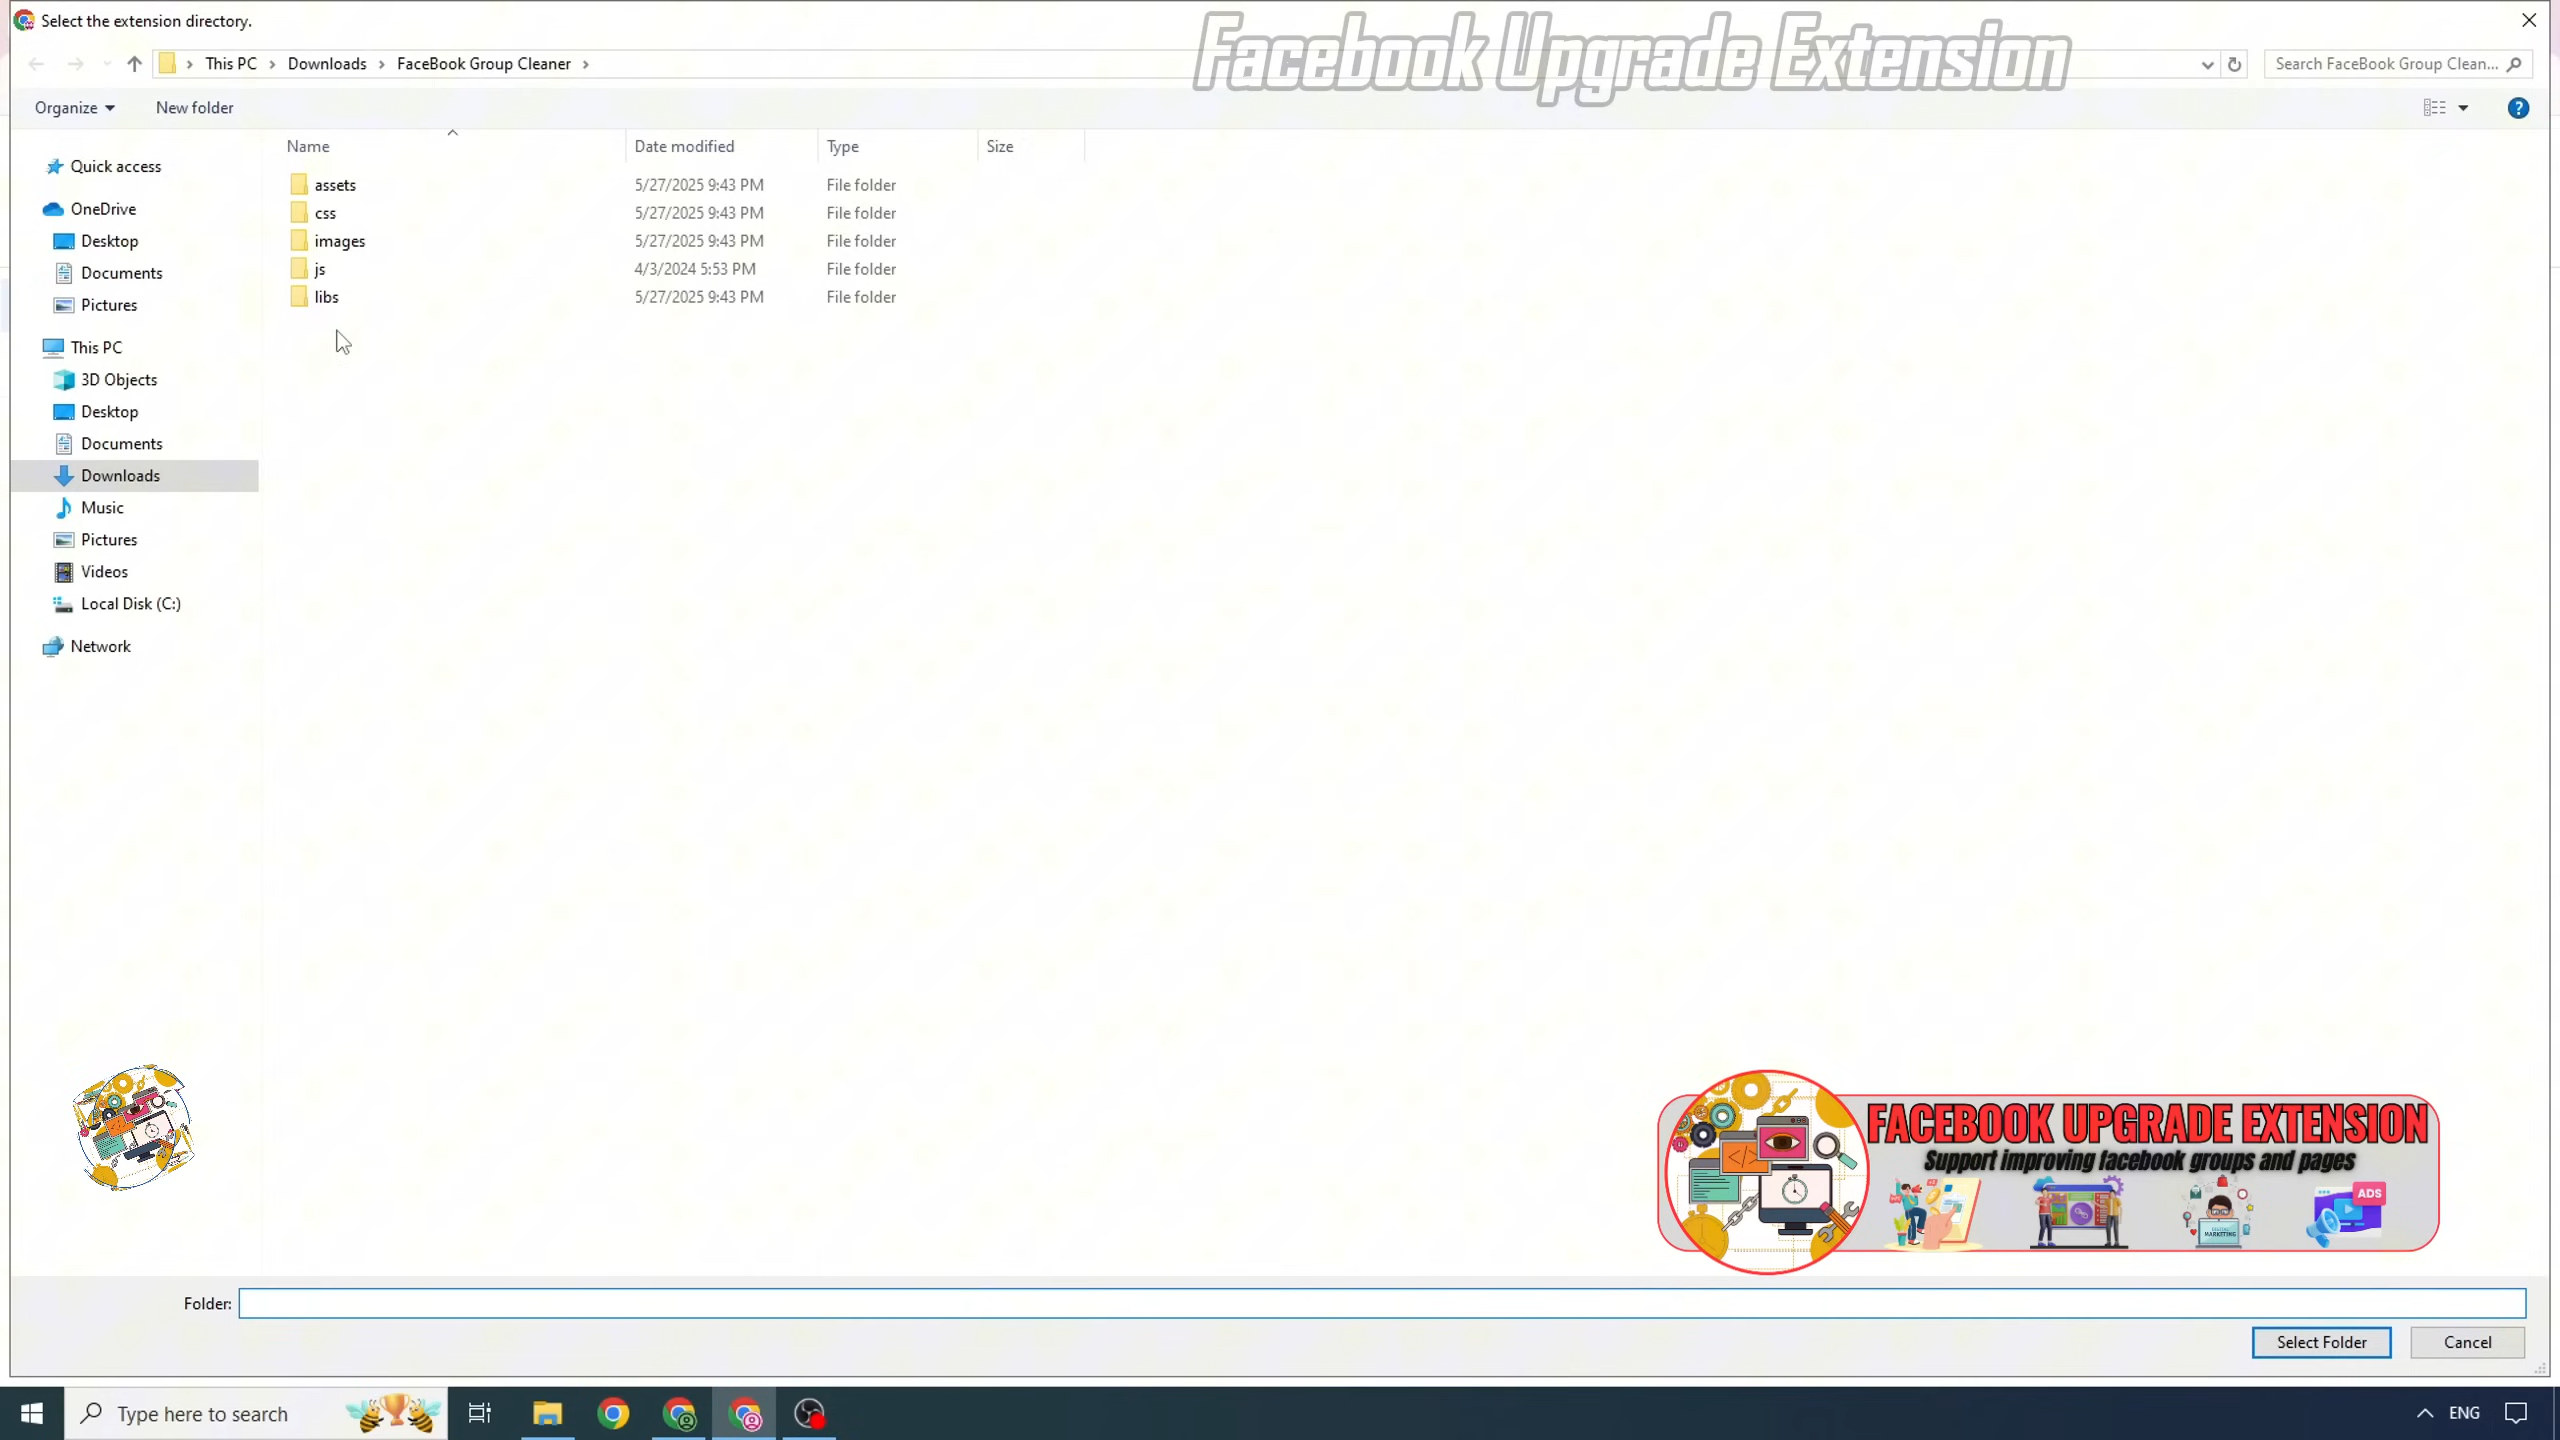 Select the extension directory.
Facebook Upgrade Extension
This PC > Downloads > FaceBook Group Cleaner >
Search FaceBook Group Clean...
Organize
New folder
Name Date modified Type Size
assets 5/27/2025 9:43 PM File folder
css 5/27/2025 9:43 PM File folder
images 5/27/2025 9:43 PM File folder
js 4/3/2024 5:53 PM File folder
libs 5/27/2025 9:43 PM File folder
Quick access
OneDrive
Desktop
Documents
Pictures
This PC
3D Objects
Desktop
Documents
Downloads
Music
Pictures
Videos
Local Disk (C:)
Network
FACEBOOK UPGRADE EXTENSION
Support improving facebook groups and pages
ADS
MARKETING
Folder:
Select Folder
Cancel
Type here to search
ENG